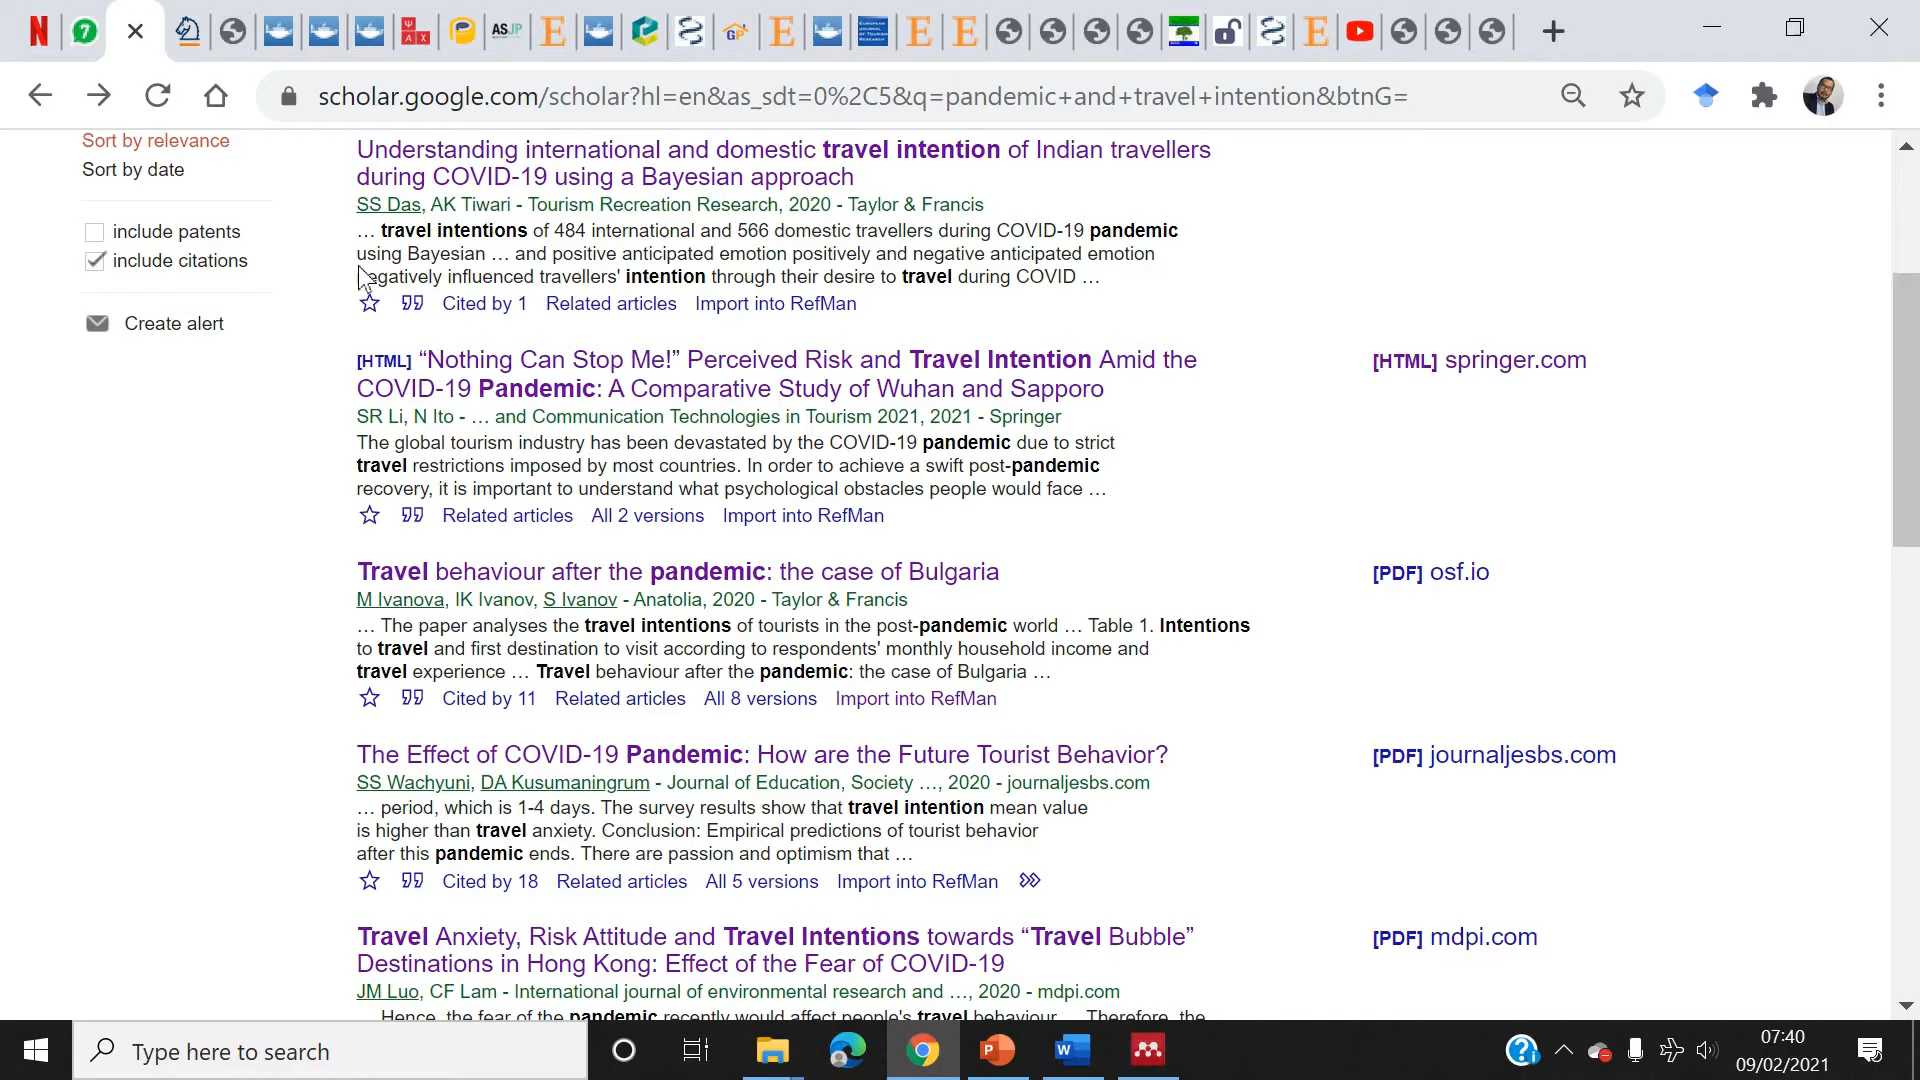 ASJP
GP
scholar.google.com/scholar?hl=en&as_sdt=0%2C5&q=pandemic+and+travel+intention&btnG=
Sort by relevance
Sort by date
include patents
include citations
Create alert
Understanding international and domestic travel intention of Indian travellers
during COVID-19 using a Bayesian approach
SS Das, AK Tiwari - Tourism Recreation Research, 2020 - Taylor & Francis
… travel intentions of 484 international and 566 domestic travellers during COVID-19 pandemic
using Bayesian … and positive anticipated emotion positively and negative anticipated emotion
negatively influenced travellers' intention through their desire to travel during COVID …
Cited by 1 Related articles Import into RefMan
[HTML] “Nothing Can Stop Me!” Perceived Risk and Travel Intention Amid the
COVID-19 Pandemic: A Comparative Study of Wuhan and Sapporo
[HTML] springer.com
SR Li, N Ito - … and Communication Technologies in Tourism 2021, 2021 - Springer
The global tourism industry has been devastated by the COVID-19 pandemic due to strict
travel restrictions imposed by most countries. In order to achieve a swift post-pandemic
recovery, it is important to understand what psychological obstacles people would face …
Related articles All 2 versions Import into RefMan
Travel behaviour after the pandemic: the case of Bulgaria
[PDF] osf.io
M Ivanova, IK Ivanov, S Ivanov - Anatolia, 2020 - Taylor & Francis
… The paper analyses the travel intentions of tourists in the post-pandemic world … Table 1. Intentions
to travel and first destination to visit according to respondents' monthly household income and
travel experience … Travel behaviour after the pandemic: the case of Bulgaria …
Cited by 11 Related articles All 8 versions Import into RefMan
The Effect of COVID-19 Pandemic: How are the Future Tourist Behavior?
[PDF] journaljesbs.com
SS Wachyuni, DA Kusumaningrum - Journal of Education, Society …, 2020 - journaljesbs.com
… period, which is 1-4 days. The survey results show that travel intention mean value
is higher than travel anxiety. Conclusion: Empirical predictions of tourist behavior
after this pandemic ends. There are passion and optimism that …
Cited by 18 Related articles All 5 versions Import into RefMan
Travel Anxiety, Risk Attitude and Travel Intentions towards “Travel Bubble”
Destinations in Hong Kong: Effect of the Fear of COVID-19
[PDF] mdpi.com
JM Luo, CF Lam - International journal of environmental research and …, 2020 - mdpi.com
Hence, the fear of the pandemic recently would affect people's travel behaviour … Therefore, the
Type here to search
07:40
09/02/2021